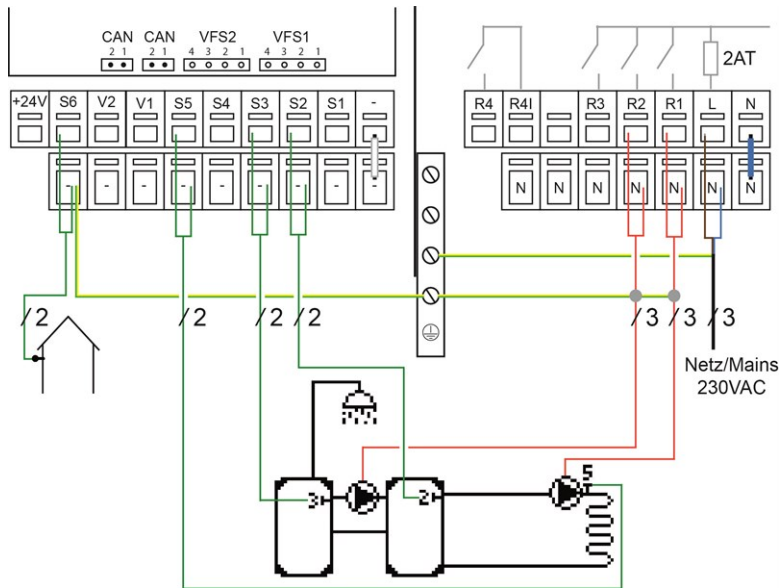 CAN CAN VFS2 VFS1
2 1 2 1 4 3 2 1 4 3 2 1
2AT
+24V S6 V2 V1 S5 S4 S3 S2 S1 -
R4 R4I R3 R2 R1 L N
- - - - - - - - -
N N N N N N N
/2 /2 /2 /2
/3 /3 /3
Netz/Mains
230VAC
5
3 2